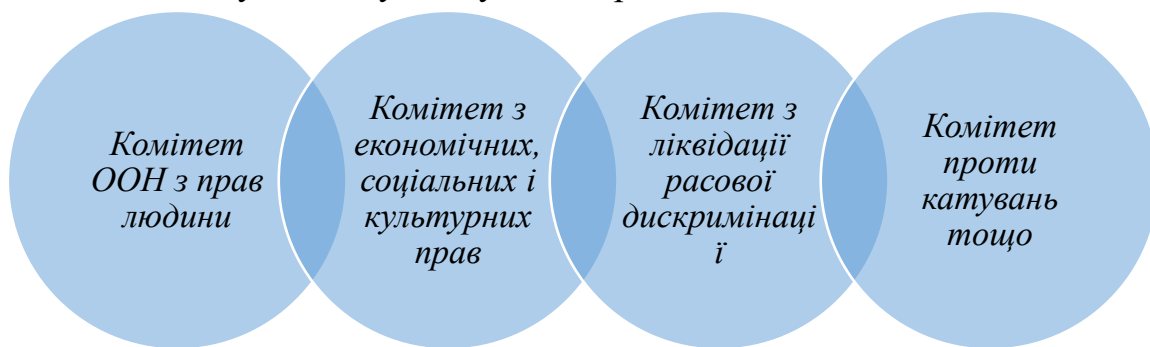 Комітет
ООН з прав
людини
Комітет з
економічних,
соціальних і
культурних
прав
Комітет з
ліквідації
расової
дискримінаці
ї
Комітет
проти
катувань
тощо